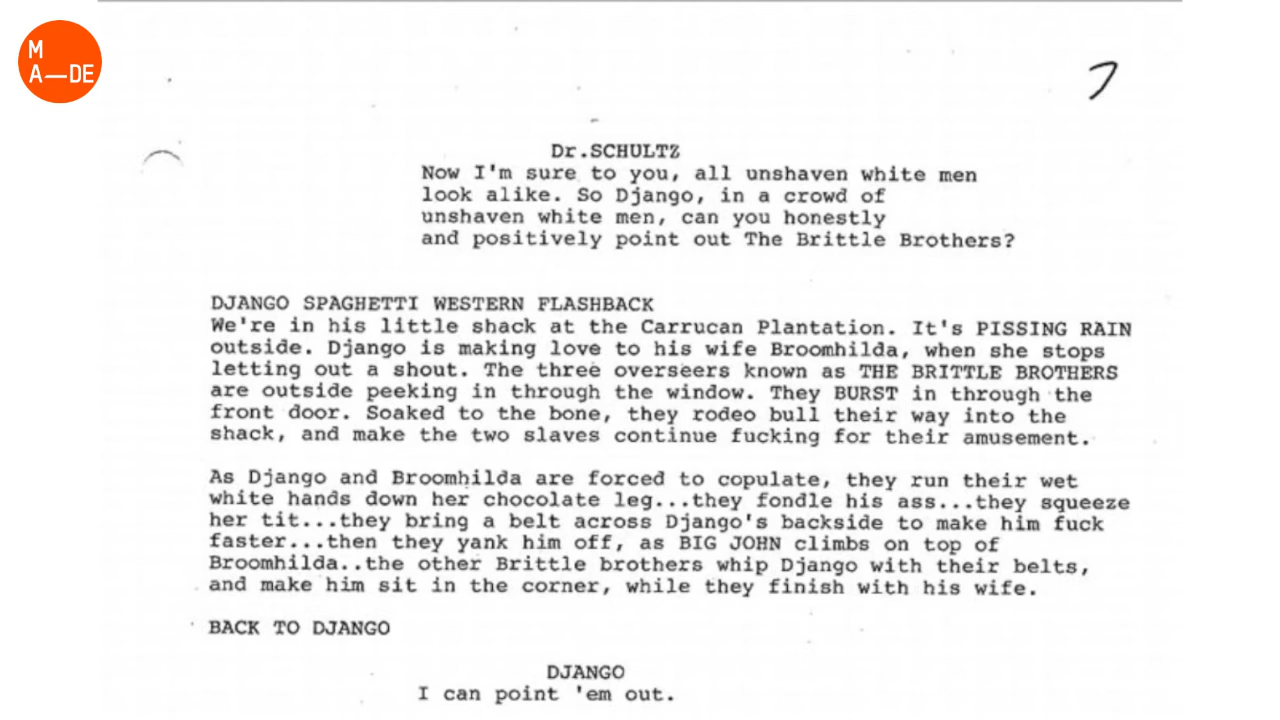 M
A—DE
7
Dr.SCHULTZ
Now I'm sure to you, all unshaven white men
look alike. So Django, in a crowd of
unshaven white men, can you honestly
and positively point out The Brittle Brothers?
DJANGO SPAGHETTI WESTERN FLASHBACK
We're in his little shack at the Carrucan Plantation. It's PISSING RAIN
outside. Django is making love to his wife Broomhilda, when she stops
letting out a shout. The three overseers known as THE BRITTLE BROTHERS
are outside peeking in through the window. They BURST in through the
front door. Soaked to the bone, they rodeo bull their way into the
shack, and make the two slaves continue fucking for their amusement.
As Django and Broomhilda are forced to copulate, they run their wet
white hands down her chocolate leg...they fondle his ass...they squeeze
her tit...they bring a belt across Django's backside to make him fuck
faster...then they yank him off, as BIG JOHN climbs on top of
Broomhilda..the other Brittle brothers whip Django with their belts,
and make him sit in the corner, while they finish with his wife.
BACK TO DJANGO
DJANGO
I can point 'em out.